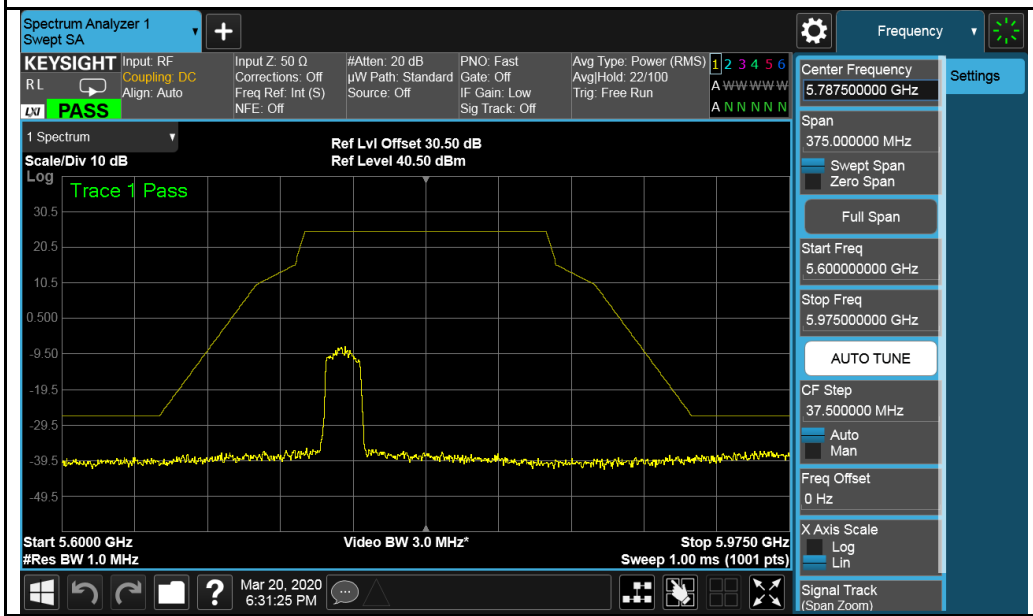 Spectrum Analyzer 1
Swept SA
Frequency
KEYSIGHT
R L
LXI
PASS
Input: RF
Coupling: DC
Align: Auto
Input Z: 50 Ω
Corrections: Off
Freq Ref: Int (S)
NFE: Off
#Atten: 20 dB
µW Path: Standard
Source: Off
PNO: Fast
Gate: Off
IF Gain: Low
Sig Track: Off
Avg Type: Power (RMS)
Avg|Hold: 22/100
Trig: Free Run
1 2 3 4 5 6
A W W W W W
A N N N N N
1 Spectrum
Scale/Div 10 dB
Ref Lvl Offset 30.50 dB
Ref Level 40.50 dBm
Log
Trace 1 Pass
30.5
20.5
10.5
0.500
-9.50
-19.5
-29.5
-39.5
-49.5
Start 5.6000 GHz
#Res BW 1.0 MHz
Video BW 3.0 MHz*
Stop 5.9750 GHz
Sweep 1.00 ms (1001 pts)
Mar 20, 2020
6:31:25 PM
Center Frequency
5.787500000 GHz
Span
375.000000 MHz
Swept Span
Zero Span
Full Span
Start Freq
5.600000000 GHz
Stop Freq
5.975000000 GHz
AUTO TUNE
CF Step
37.500000 MHz
Auto
Man
Freq Offset
0 Hz
X Axis Scale
Log
Lin
Signal Track
(Span Zoom)
Settings